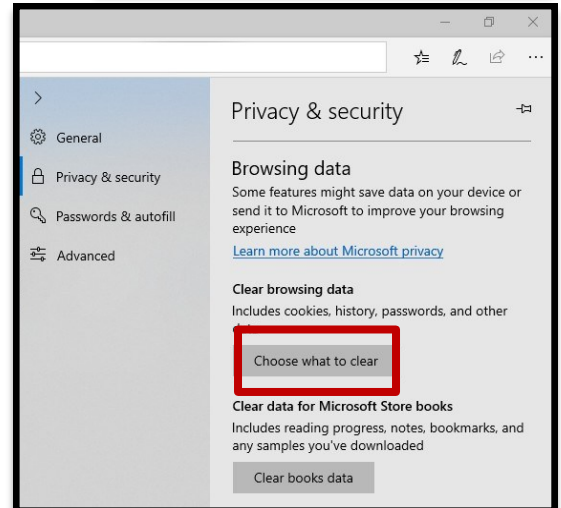 Privacy & security
General
Privacy & security
Passwords & autofill
Advanced
Browsing data
Some features might save data on your device or
send it to Microsoft to improve your browsing
experience
Learn more about Microsoft privacy
Clear browsing data
Includes cookies, history, passwords, and other
Choose what to clear
Clear data for Microsoft Store books
Includes reading progress, notes, bookmarks, and
any samples you've downloaded
Clear books data